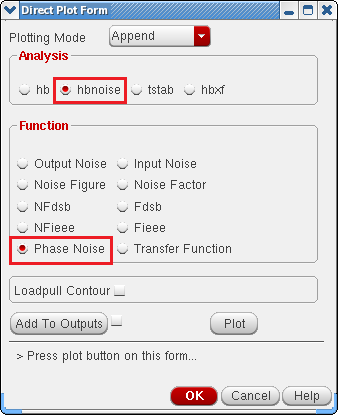 Direct Plot Form
Plotting Mode Append
Analysis
hb hbnoise tstab hbxf
Function
Output Noise Input Noise
Noise Figure Noise Factor
NFdsb Fdsb
NFieee Fieee
Phase Noise Transfer Function
Loadpull Contour
Add To Outputs Plot
> Press plot button on this form...
OK Cancel Help